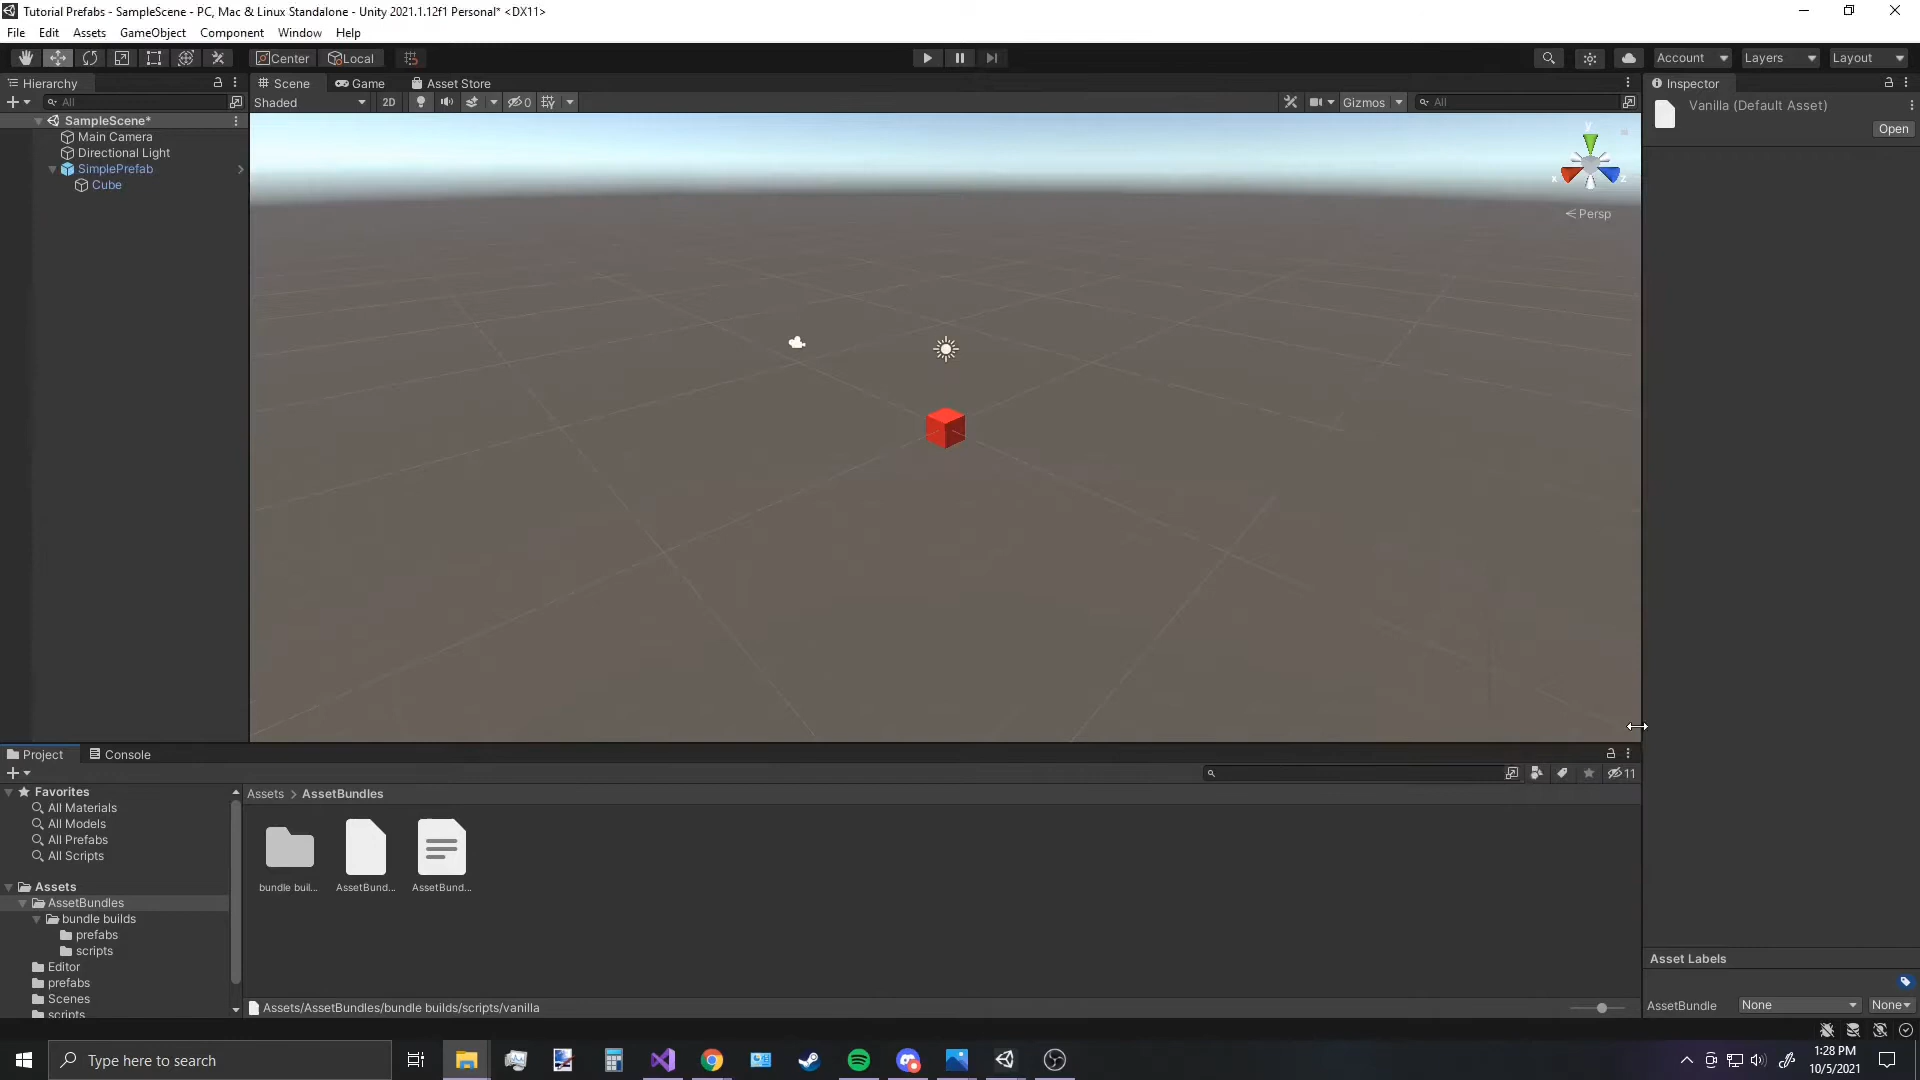 Tutorial Prefabs - SampleScene - PC, Mac & Linux Standalone - Unity 2021.1.12f1 Personal* <DX11>
File Edit Assets GameObject Component Window Help
Center Local Account Layers Layout
Hierarchy Scene Game Asset Store Inspector
All Shaded 2D 0 Gizmos All
Vanilla (Default Asset)
Open
SampleScene*
Main Camera
Directional Light
SimplePrefab
Cube
y
x
z
Persp
Project Console
11
Favorites
All Materials
All Models
All Prefabs
All Scripts
Assets
AssetBundles
bundle builds
prefabs
scripts
Editor
prefabs
Scenes
scripts
Assets > AssetBundles
bundle buil... AssetBund... AssetBund...
Assets/AssetBundles/bundle builds/scripts/vanilla
Asset Labels
AssetBundle None None
Type here to search
1:28 PM
10/5/2021